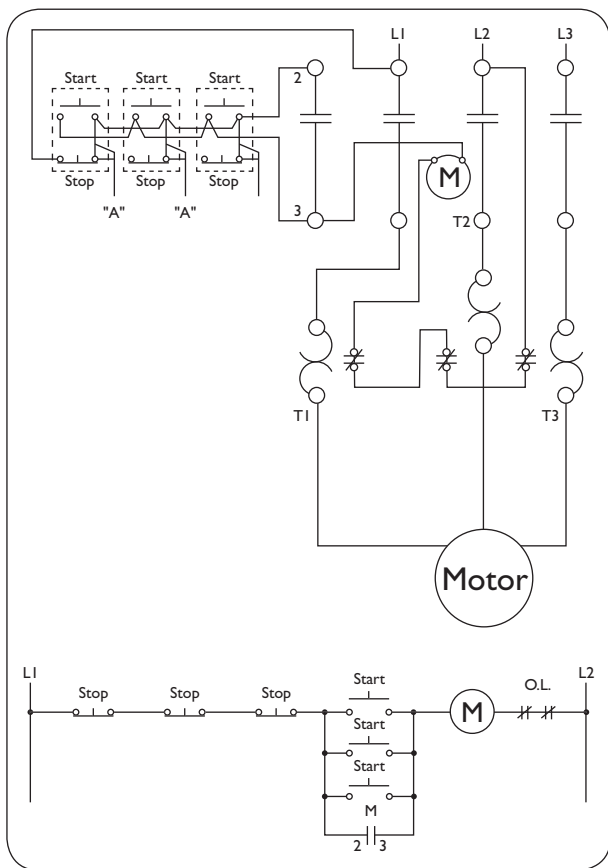 L1 L2 L3
Start Start Start 2
Stop Stop Stop M
"A" "A" 3 T2
T1 T3
Motor
L1 Stop Stop Stop Start O.L. L2
M
Start
Start
M
2 3